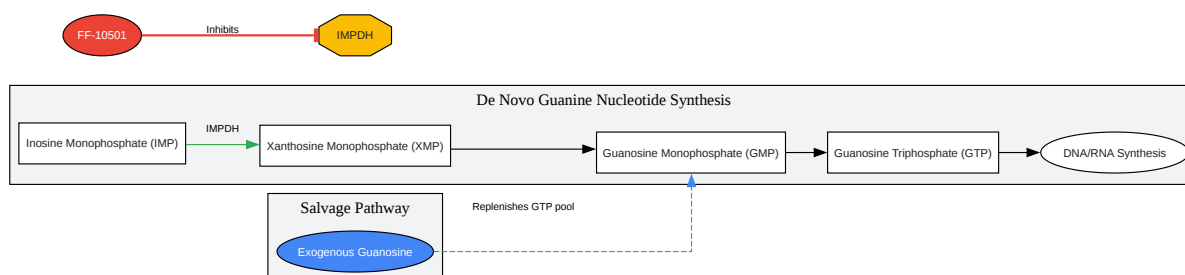 FF-10501
Inhibits
IMPDH
De Novo Guanine Nucleotide Synthesis
Inosine Monophosphate (IMP)
IMPDH
Xanthosine Monophosphate (XMP)
Guanosine Monophosphate (GMP)
Guanosine Triphosphate (GTP)
DNA/RNA Synthesis
Salvage Pathway
Replenishes GTP pool
Exogenous Guanosine